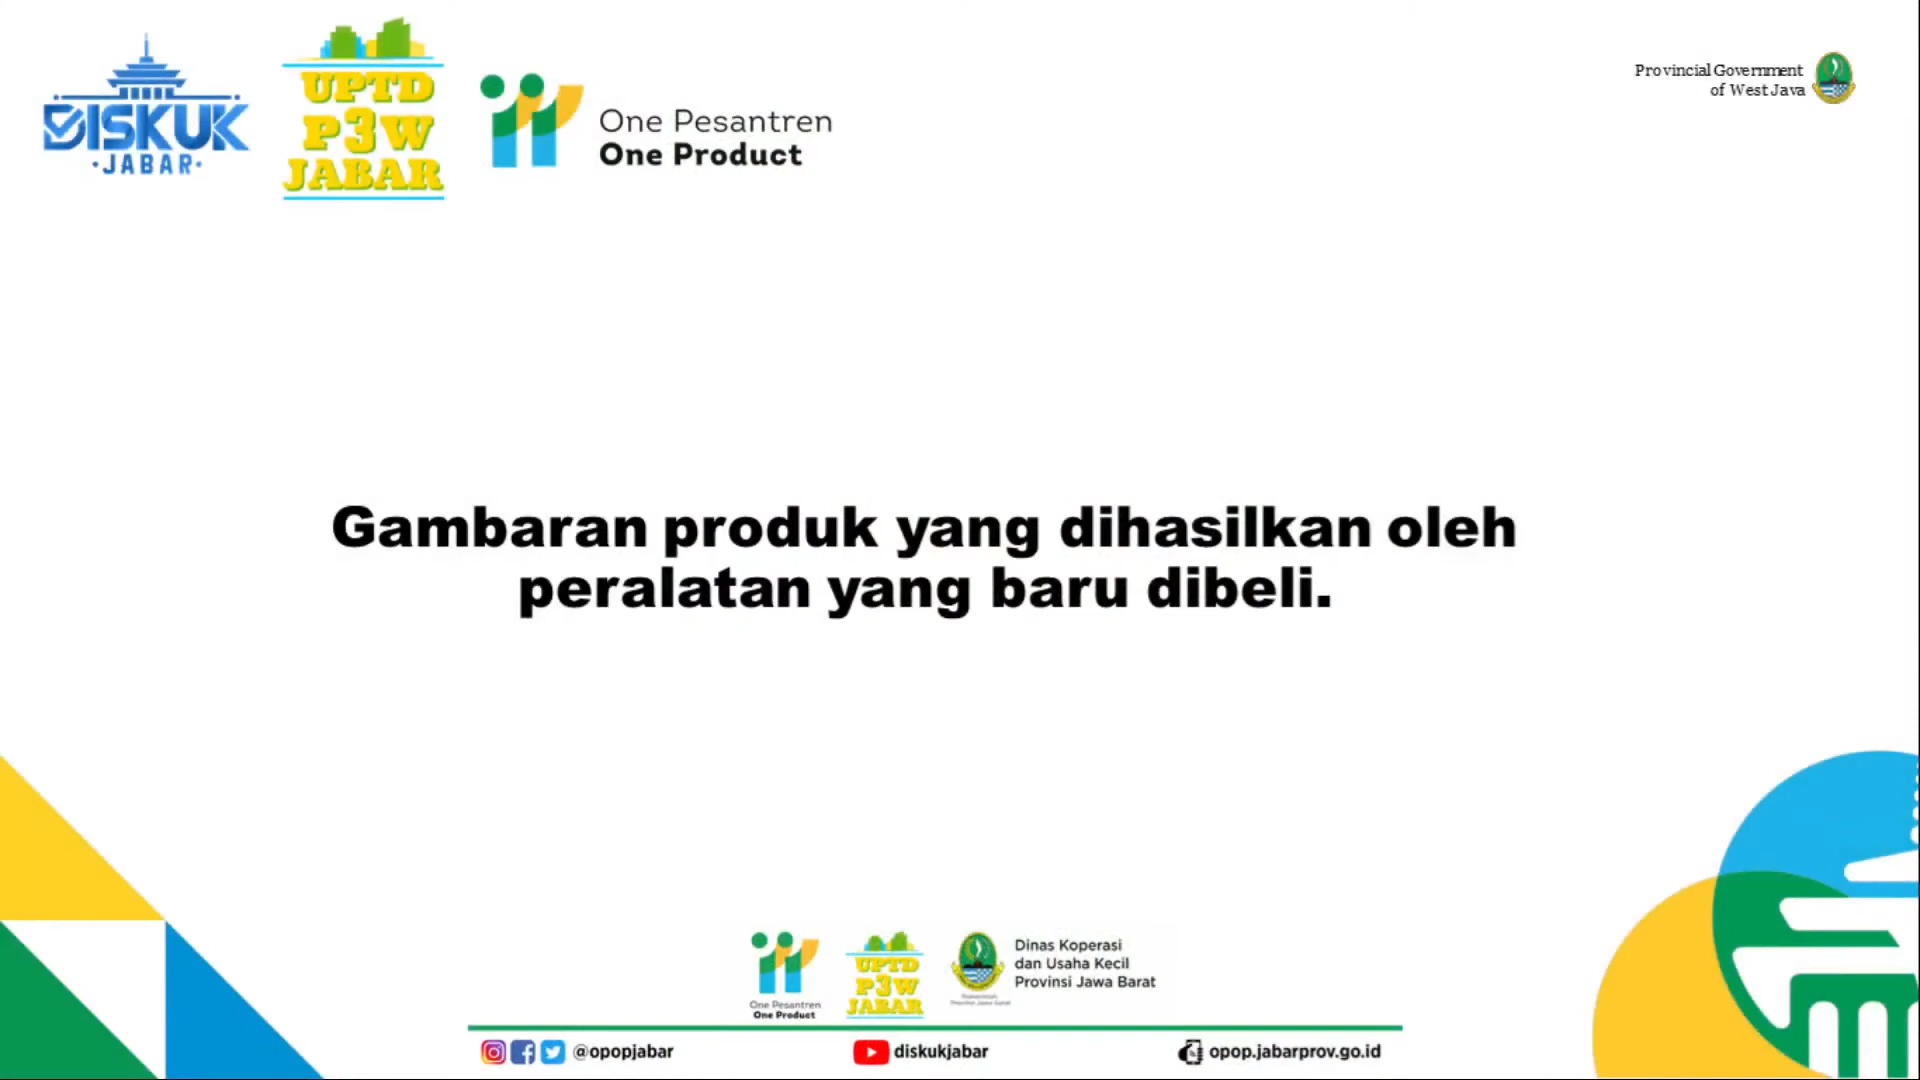 DISKUK
·JABAR·
UPTD
P3W
JABAR
One Pesantren
One Product
Provincial Government
of West Java
Gambaran produk yang dihasilkan oleh
peralatan yang baru dibeli.
One Pesantren
One Product
UPTD
P3W
JABAR
Dinas Koperasi
dan Usaha Kecil
Provinsi Jawa Barat
@opopjabar
diskukjabar
opop.jabarprov.go.id